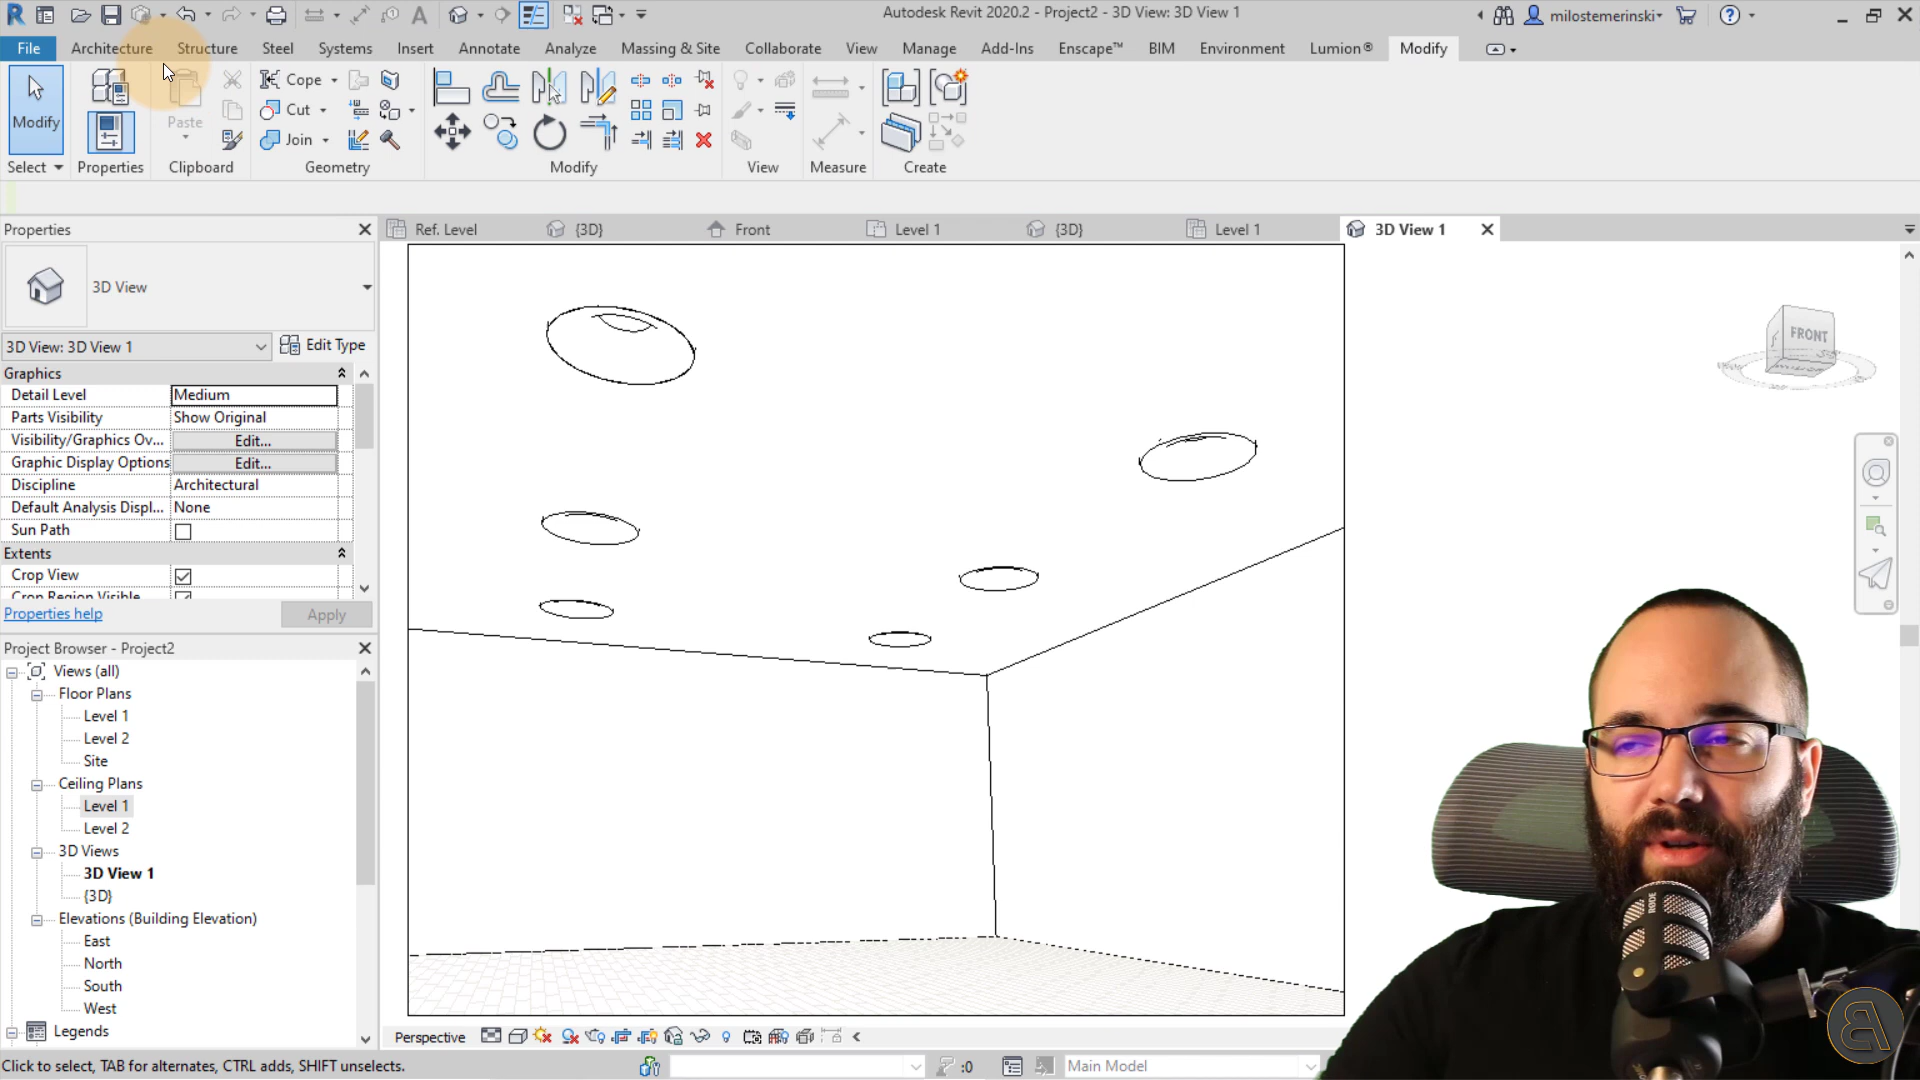 Autodesk Revit 2020.2 - Project2 - 3D View: 3D View 1
milostemerinski
File Architecture Structure Steel Systems Insert Annotate Analyze Massing & Site Collaborate View Manage Add-Ins Enscape™ BIM Environment Lumion® Modify
Modify
Paste
Cope
Cut
Join
Select Properties Clipboard Geometry Modify View Measure Create
Properties
Ref. Level {3D} Front Level 1 {3D} Level 1 3D View 1
3D View
FRONT
3D View: 3D View 1 Edit Type
Graphics
Detail Level Medium
Parts Visibility Show Original
Visibility/Graphics Ov... Edit...
Graphic Display Options Edit...
Discipline Architectural
Default Analysis Displ... None
Sun Path
Extents
Crop View
Crop Region Visible
Properties help Apply
Project Browser - Project2
Views (all)
Floor Plans
Level 1
Level 2
Site
Ceiling Plans
Level 1
Level 2
3D Views
3D View 1
{3D}
Elevations (Building Elevation)
East
North
South
West
Legends
RODE
Perspective
Click to select, TAB for alternates, CTRL adds, SHIFT unselects.
:0
Main Model